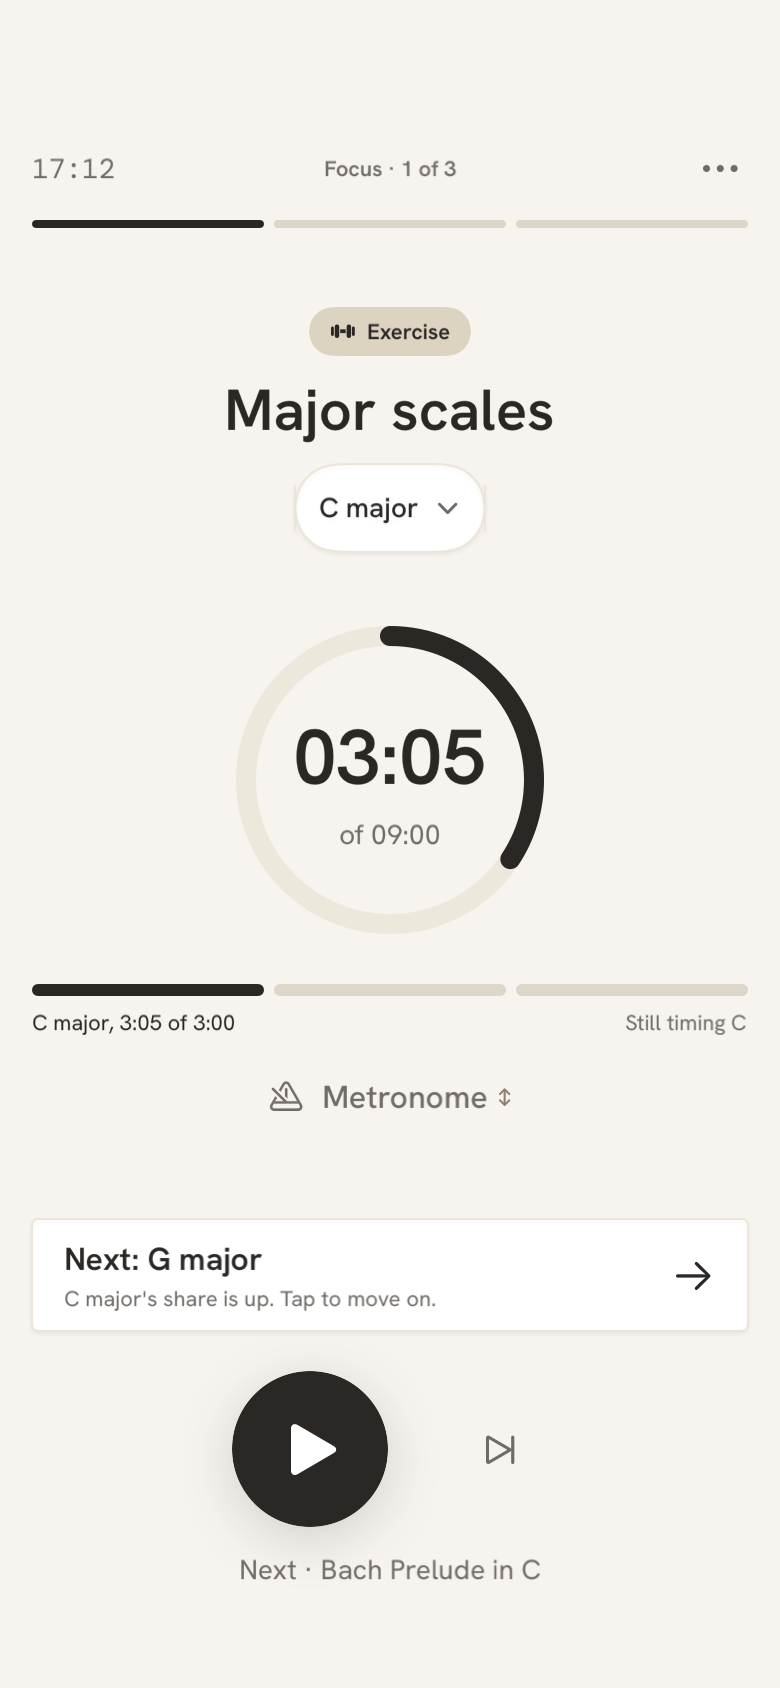 17:12
Focus · 1 of 3
Exercise
Major scales
C major
03:05
of 09:00
C major, 3:05 of 3:00
Still timing C
Metronome
Next: G major
C major's share is up. Tap to move on.
Next · Bach Prelude in C